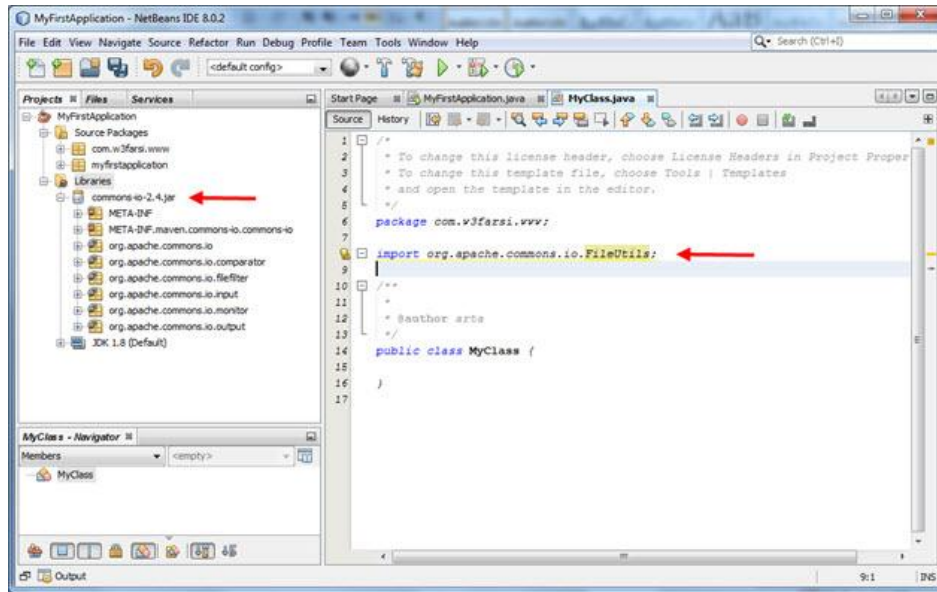 MyFirstApplication - NetBeans IDE 8.0.2
File Edit View Navigate Source Refactor Run Debug Profile Team Tools Window Help
Search (Ctrl+I)
<default config>
Projects Files Services
MyFirstApplication
Source Packages
com.w3farsi.www
myfirstapplication
Libraries
commons-io-2.4.jar
META-INF
META-INF.maven.commons-io.commons-io
org.apache.commons.io
org.apache.commons.io.comparator
org.apache.commons.io.filefilter
org.apache.commons.io.input
org.apache.commons.io.monitor
org.apache.commons.io.output
JDK 1.8 (Default)
MyClass - Navigator
Members
<empty>
MyClass
Start Page MyFirstApplication.java MyClass.java
Source History
1 /*
2 * To change this license header, choose License Headers in Project Proper
3 * To change this template file, choose Tools | Templates
4 * and open the template in the editor.
5 */
6 package com.w3farsi.www;
7
8 import org.apache.commons.io.FileUtils;
9
10 /**
11 *
12 * @author arta
13 */
14 public class MyClass {
15
16 }
17
Output
9:1 INS